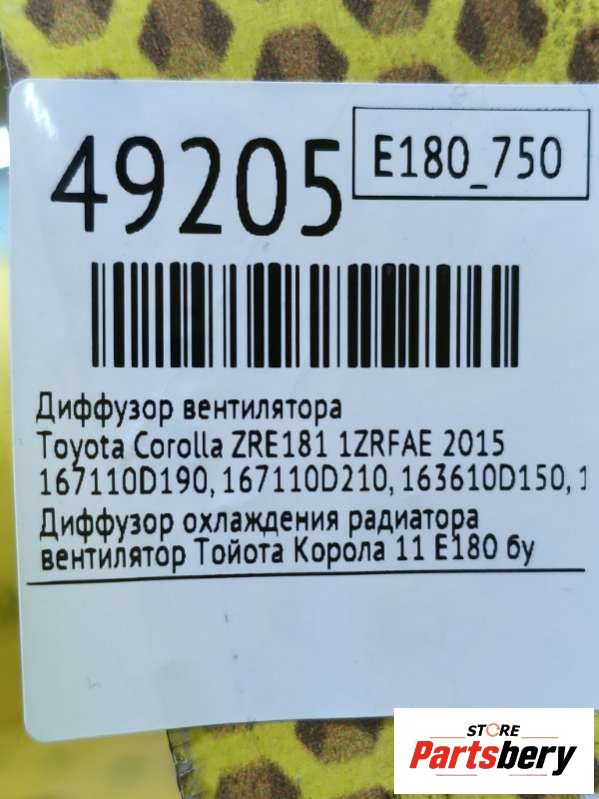 49205
E180_750
Диффузор вентилятора
Toyota Corolla ZRE181 1ZRFAE 2015
167110D190, 167110D210, 163610D150, 1
Диффузор охлаждения радиатора
вентилятор Тойота Корола 11 E180 бу
STORE
Partsbery